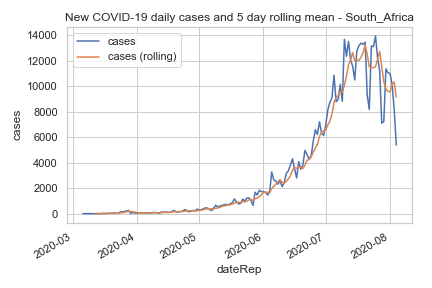 New COVID-19 daily cases and 5 day rolling mean - South_Africa
cases
cases (rolling)
14000
12000
10000
8000
6000
4000
2000
0
cases
2020-03
2020-04
2020-05
2020-06
2020-07
2020-08
dateRep